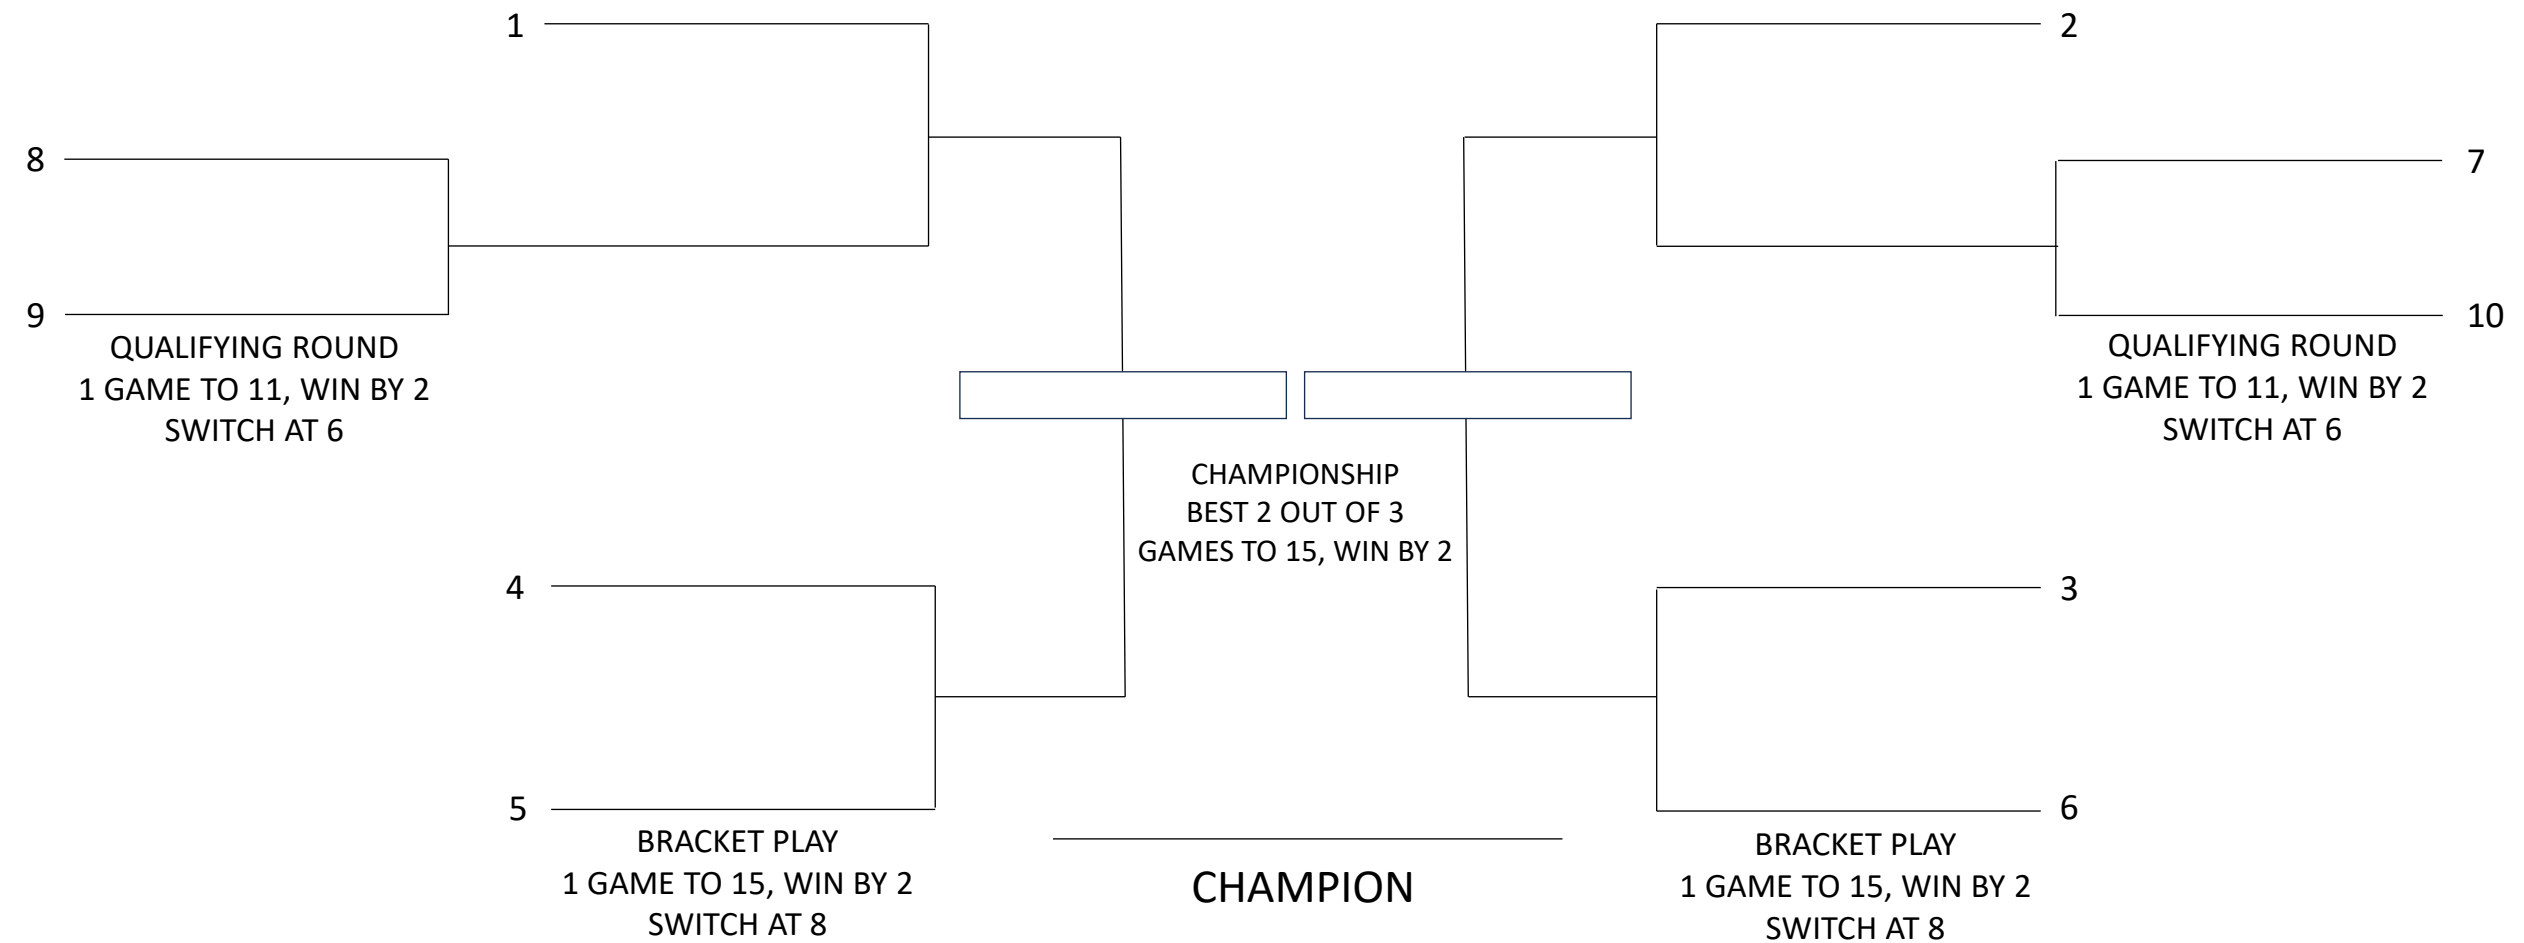 1
2
8
7
9
10
QUALIFYING ROUND
1 GAME TO 11, WIN BY 2
SWITCH AT 6
QUALIFYING ROUND
1 GAME TO 11, WIN BY 2
SWITCH AT 6
CHAMPIONSHIP
BEST 2 OUT OF 3
GAMES TO 15, WIN BY 2
4
3
5
6
BRACKET PLAY
1 GAME TO 15, WIN BY 2
SWITCH AT 8
CHAMPION
BRACKET PLAY
1 GAME TO 15, WIN BY 2
SWITCH AT 8